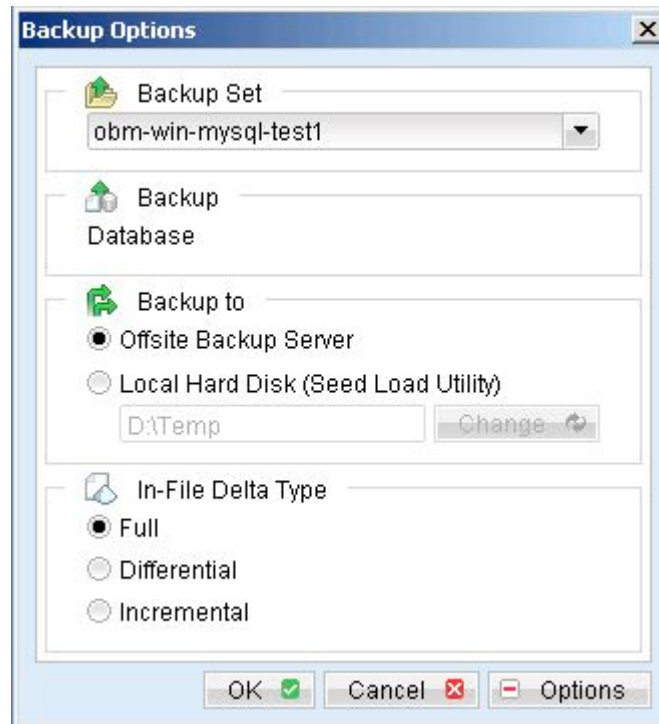 Backup Options
Backup Set
obm-win-mysql-test1
Backup
Database
Backup to
Offsite Backup Server
Local Hard Disk (Seed Load Utility)
D:\Temp
Change
In-File Delta Type
Full
Differential
Incremental
OK
Cancel
Options